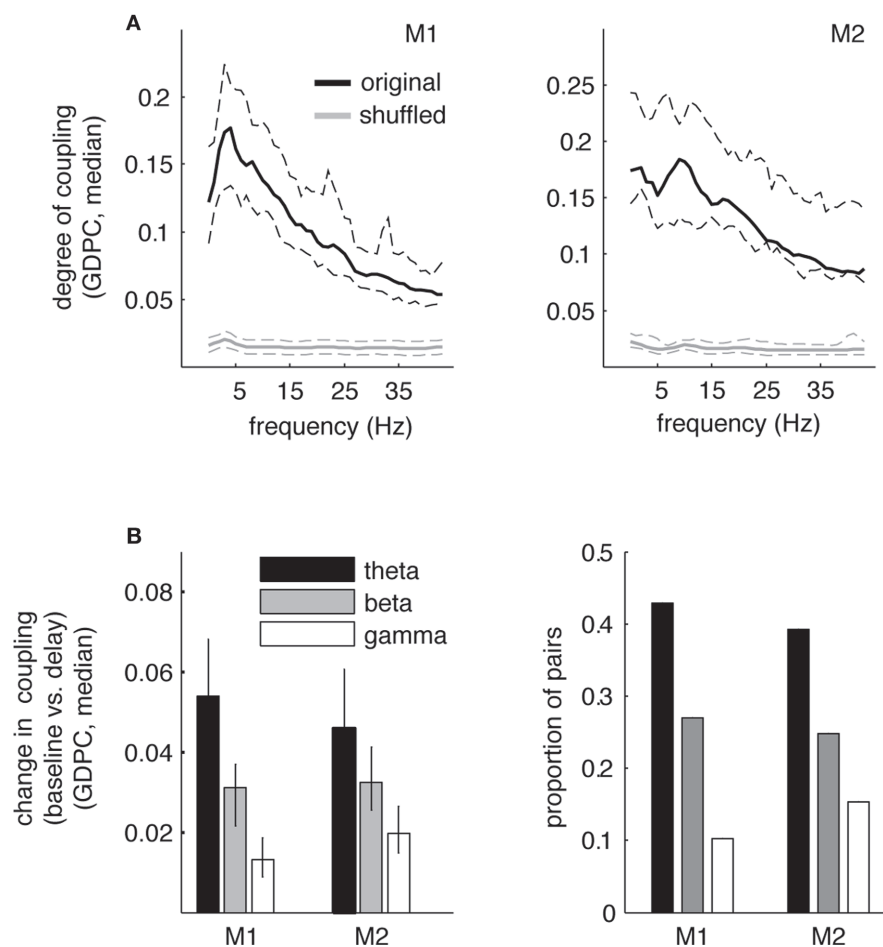 A
M1
M2
degree of coupling
(GDPC, median)
original
shuffled
0.2
0.15
0.1
0.05
5 15 25 35
frequency (Hz)
0.25
0.2
0.15
0.1
0.05
5 15 25 35
frequency (Hz)
B
change in coupling
(baseline vs. delay)
(GDPC, median)
theta
beta
gamma
0.08
0.06
0.04
0.02
M1 M2
proportion of pairs
0.5
0.4
0.3
0.2
0.1
0
M1 M2